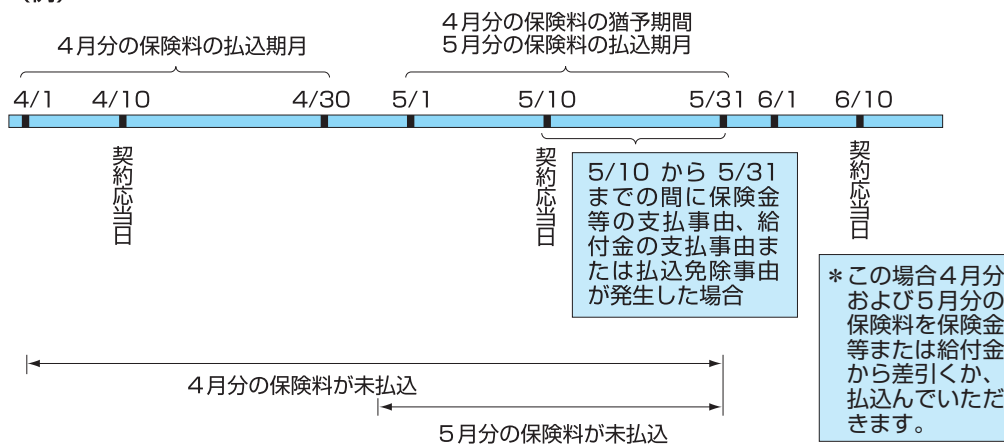 (例)
4月分の保険料の払込期月
4月分の保険料の猶予期間
5月分の保険料の払込期月
4/1 4/10 4/30 5/1 5/10 5/31 6/1 6/10
契約応当日
契約応当日
契約応当日
5/10 から 5/31
までの間に保険金
等の支払事由、給
付金の支払事由ま
たは払込免除事由
が発生した場合
*この場合4月分
および5月分の
保険料を保険金
等または給付金
から差引くか、
払込んでいただ
きます。
4月分の保険料が未払込
5月分の保険料が未払込